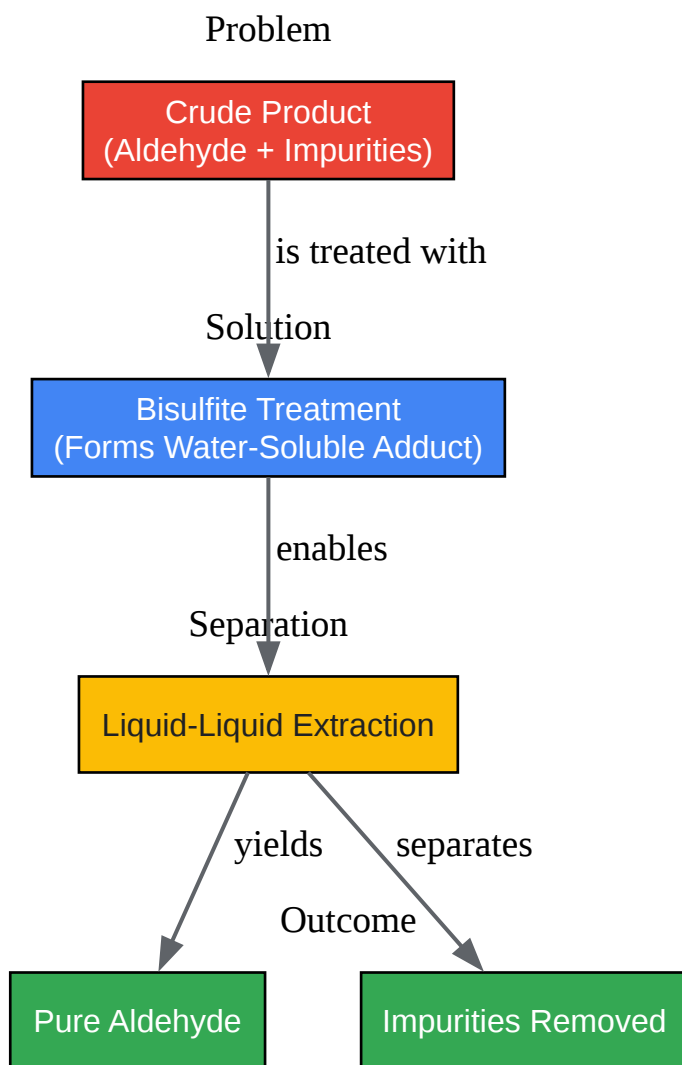 Problem
Crude Product
(Aldehyde + Impurities)
is treated with
Solution
Bisulfite Treatment
(Forms Water-Soluble Adduct)
enables
Separation
Liquid-Liquid Extraction
yields
separates
Outcome
Pure Aldehyde
Impurities Removed